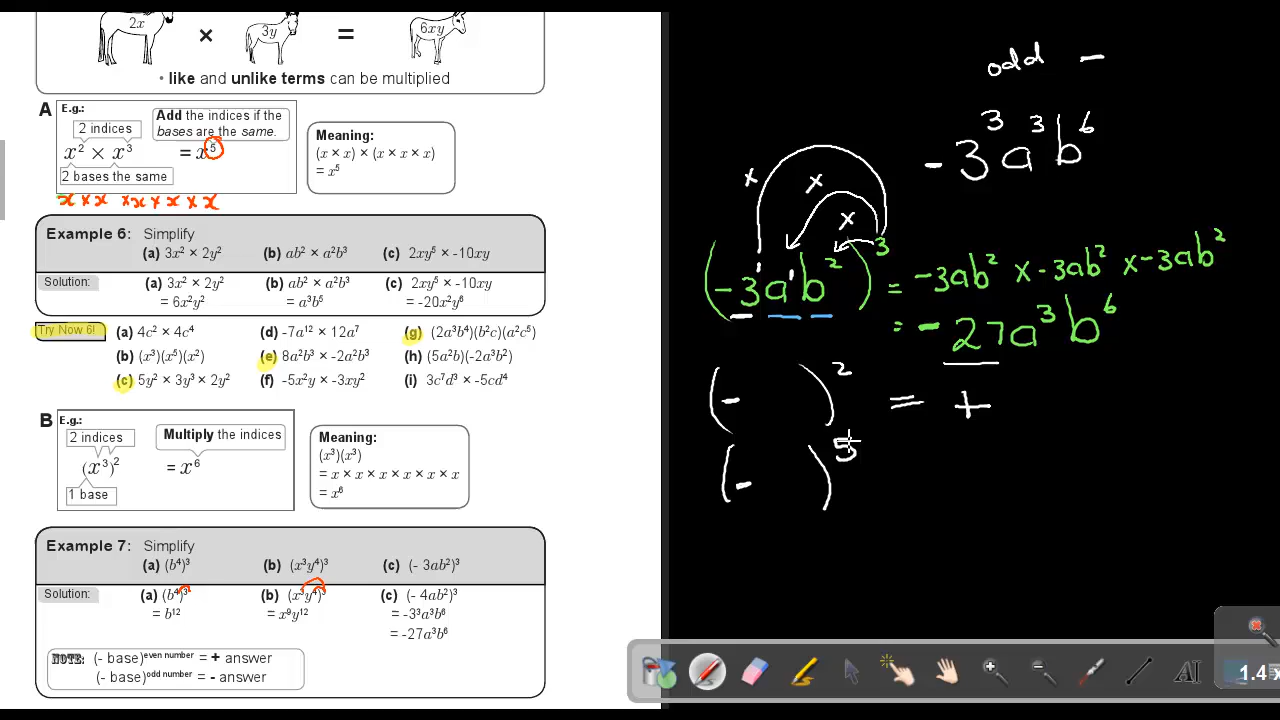 2x × 3y = 6xy
• like and unlike terms can be multiplied
A
E.g.:
2 indices
x² × x³ = x⁵
2 bases the same
Add the indices if the
bases are the same.
Meaning:
(x × x) × (x × x × x)
= x⁵
x × x × x × x × x × x
Example 6: Simplify
(a) 3x² × 2y² (b) ab² × a²b³ (c) 2xy⁵ × -10xy
Solution:
(a) 3x² × 2y² (b) ab² × a²b³ (c) 2xy⁵ × -10xy
= 6x²y² = a³b⁵ = -20x²y⁶
Try Now 6!
(a) 4c² × 4c⁴ (d) -7a¹² × 12a⁷ (g) (2a³b⁴)(b²c)(a²c⁵)
(b) (x³)(x⁵)(x²) (e) 8a²b³ × -2a²b³ (h) (5a²b)(-2a³b²)
(c) 5y² × 3y³ × 2y² (f) -5x²y × -3xy² (i) 3c⁷d³ × -5cd⁴
B
E.g.:
2 indices
(x³)² = x⁶
1 base
Multiply the indices
Meaning:
(x³)(x³)
= x × x × x × x × x × x
= x⁶
Example 7: Simplify
(a) (b⁴)³ (b) (x³y⁴)³ (c) (- 3ab²)³
Solution:
(a) (b⁴)³ (b) (x³y⁴)³ (c) (- 4ab²)³
= b¹² = x⁹y¹² = -3³a³b⁶
= -27a³b⁶
NOTE: (- base)ᵉᵛᵉⁿ ⁿᵘᵐᵇᵉʳ = + answer
(- base)ᵒᵈᵈ ⁿᵘᵐᵇᵉʳ = - answer
odd -
-3³a³b⁶
x x x
(-3a¹b²)³ = -3ab² x -3ab² x -3ab²
= -27a³b⁶
(- )² = +
(- )⁵
AI
1.4 x